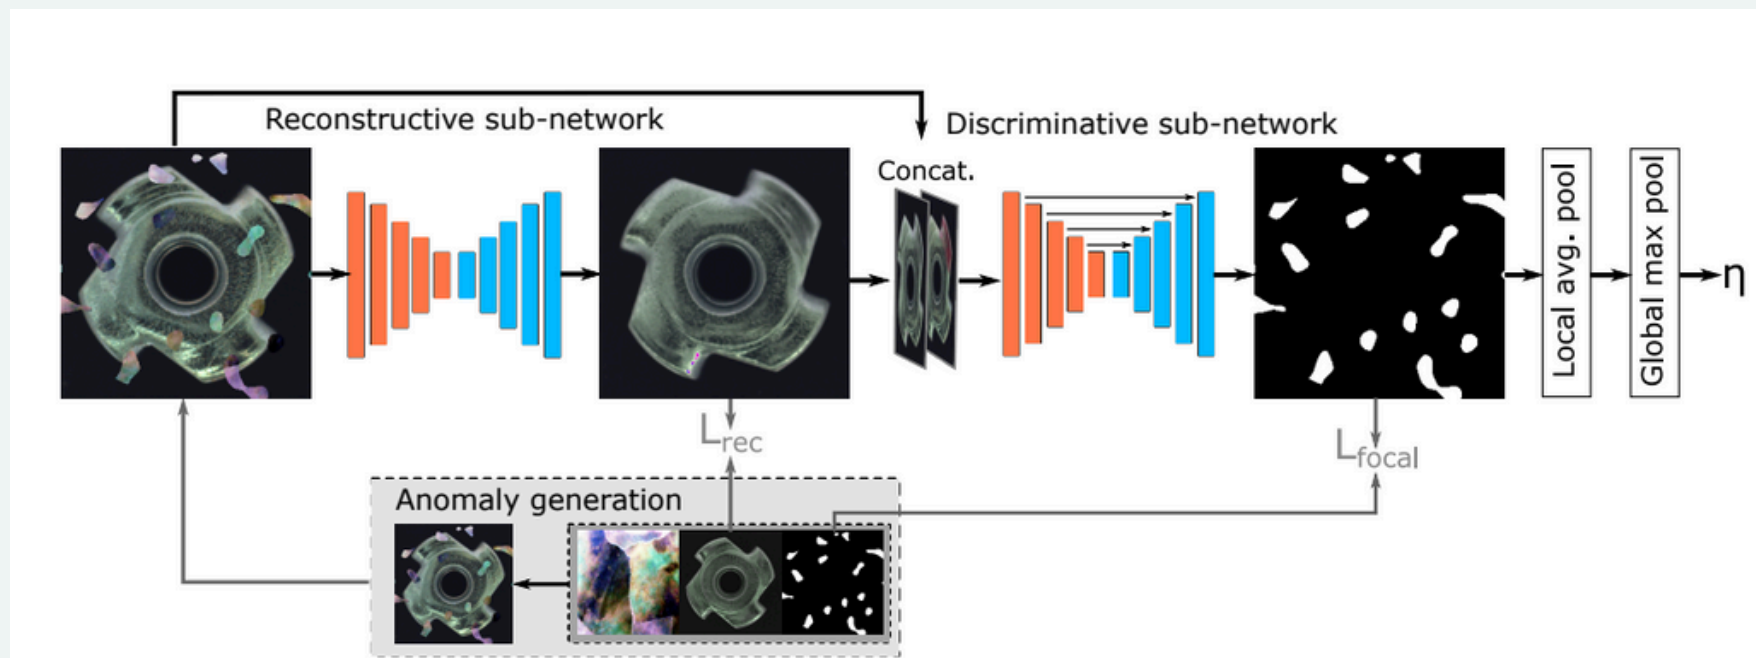 Reconstructive sub-network
Discriminative sub-network
Concat.
Local avg. pool
Global max pool
η
Lrec
Lfocal
Anomaly generation